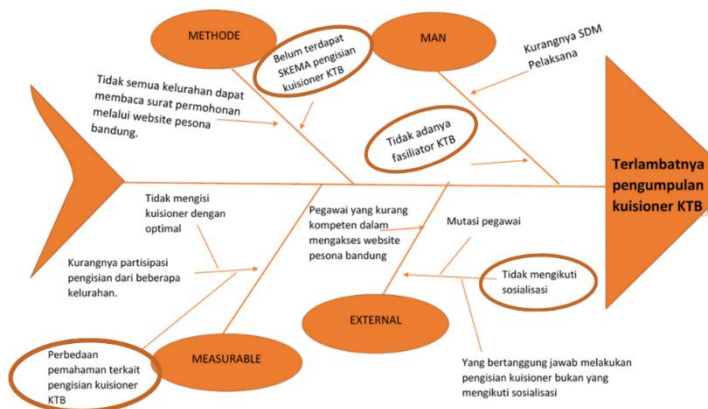 METHODE
Belum terdapat
SKEMA pengisian
kuisioner KTB
MAN
Kurangnya SDM
Pelaksana
Tidak semua kelurahan dapat
membaca surat permohonan
melalui website pesona
bandung.
Tidak adanya
fasiliator KTB
Terlambatnya
pengumpulan
kuisioner KTB
Tidak mengisi
kuisioner dengan
optimal
Pegawai yang kurang
kompeten dalam
mengakses website
pesona bandung
Mutasi pegawai
Kurangnya partisipasi
pengisian dari beberapa
kelurahan.
Tidak mengikuti
sosialisasi
EXTERNAL
Perbedaan
pemahaman terkait
pengisian kuisioner
KTB
MEASURABLE
Yang bertanggung jawab melakukan
pengisian kuisioner bukan yang
mengikuti sosialisasi